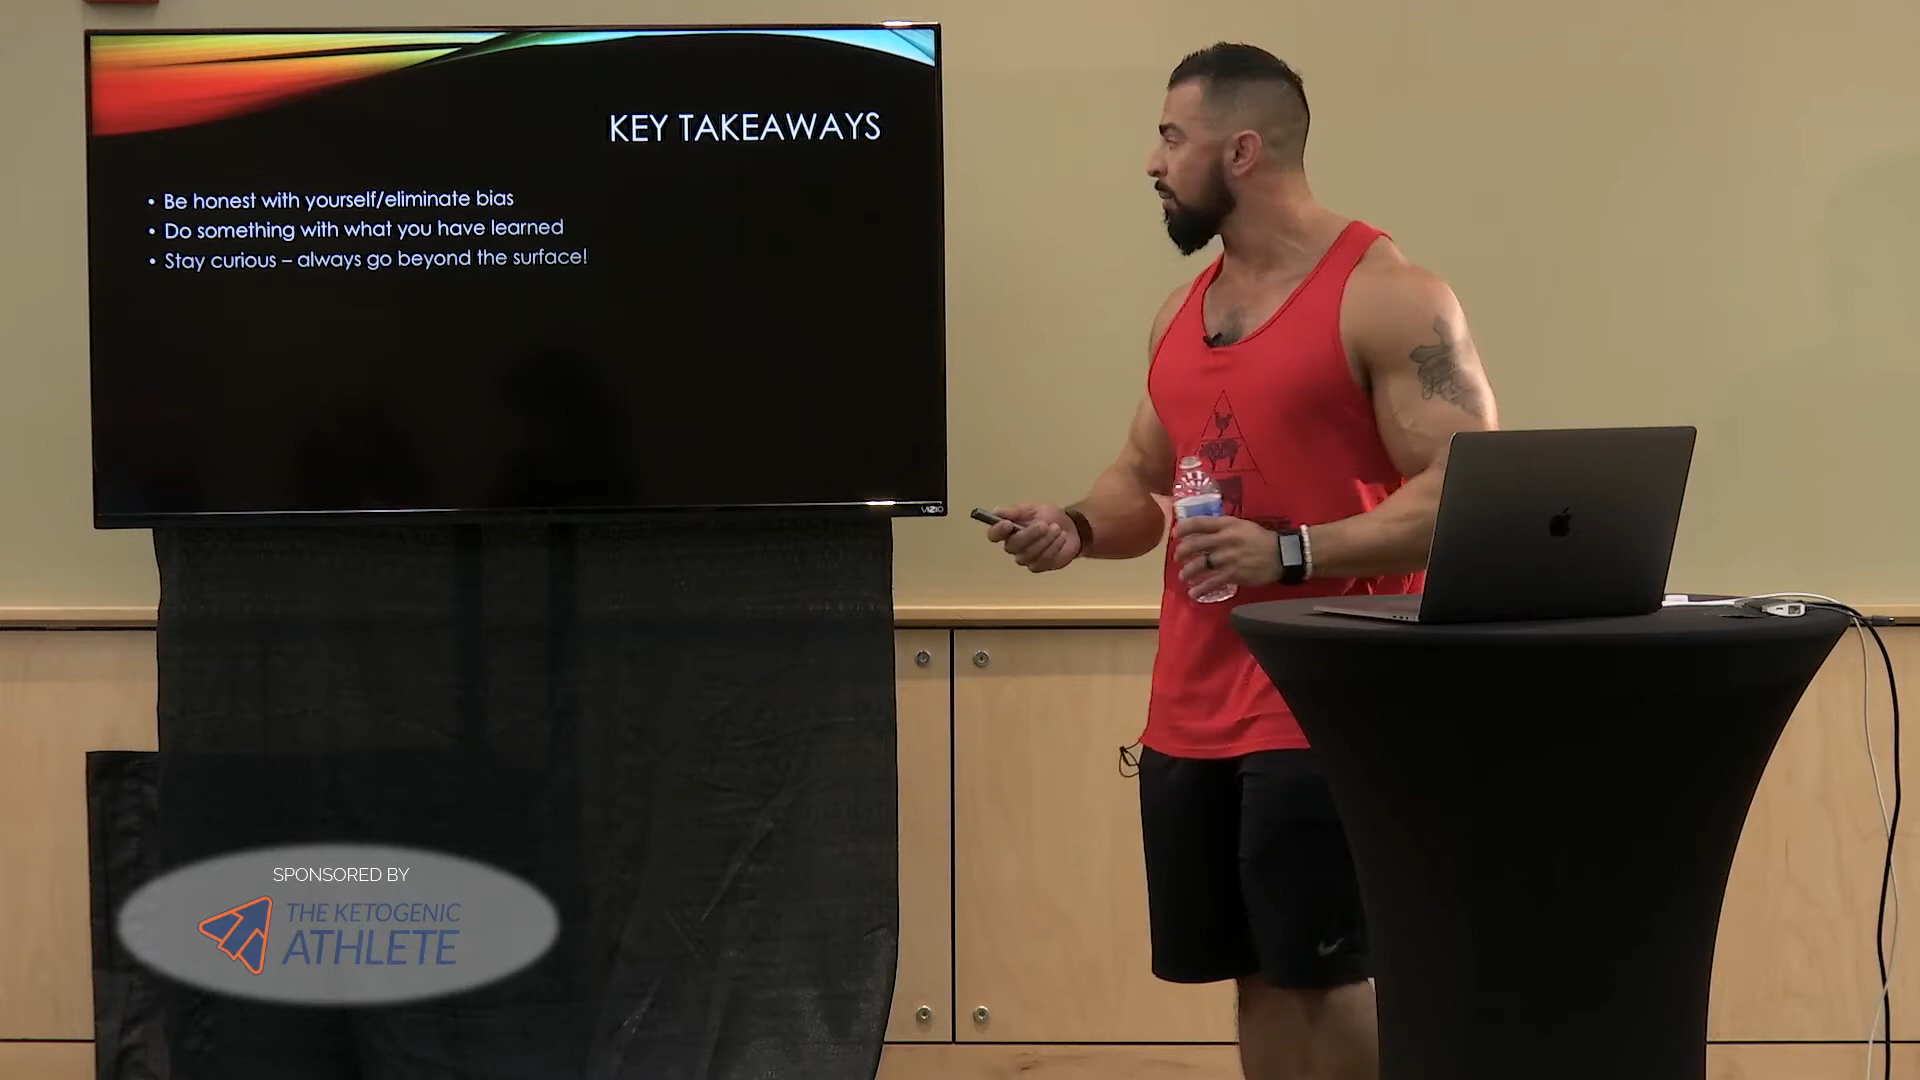 KEY TAKEAWAYS
• Be honest with yourself/eliminate bias
• Do something with what you have learned
• Stay curious – always go beyond the surface!
VIZIO
SPONSORED BY
THE KETOGENIC
ATHLETE